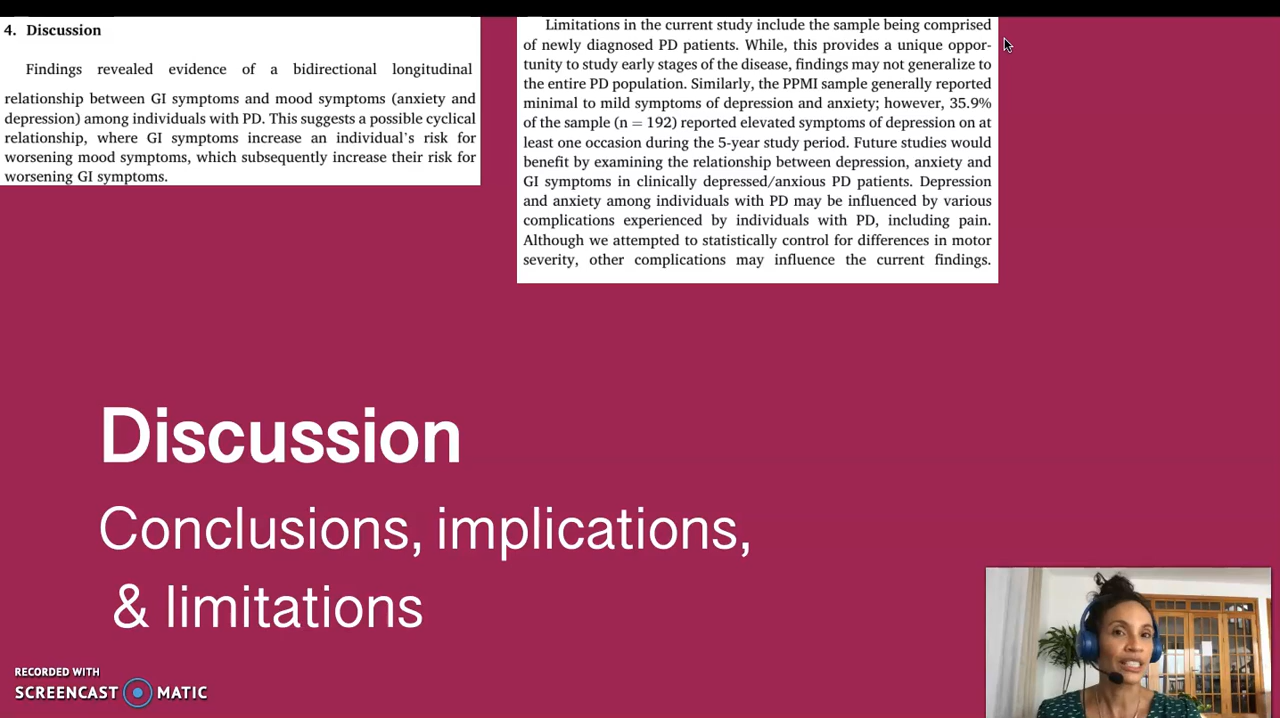 4. Discussion
Findings revealed evidence of a bidirectional longitudinal
relationship between GI symptoms and mood symptoms (anxiety and
depression) among individuals with PD. This suggests a possible cyclical
relationship, where GI symptoms increase an individual's risk for
worsening mood symptoms, which subsequently increase their risk for
worsening GI symptoms.
Limitations in the current study include the sample being comprised
of newly diagnosed PD patients. While, this provides a unique oppor-
tunity to study early stages of the disease, findings may not generalize to
the entire PD population. Similarly, the PPMI sample generally reported
minimal to mild symptoms of depression and anxiety; however, 35.9%
of the sample (n = 192) reported elevated symptoms of depression on at
least one occasion during the 5-year study period. Future studies would
benefit by examining the relationship between depression, anxiety and
GI symptoms in clinically depressed/anxious PD patients. Depression
and anxiety among individuals with PD may be influenced by various
complications experienced by individuals with PD, including pain.
Although we attempted to statistically control for differences in motor
severity, other complications may influence the current findings.
Discussion
Conclusions, implications,
& limitations
RECORDED WITH
SCREENCAST MATIC